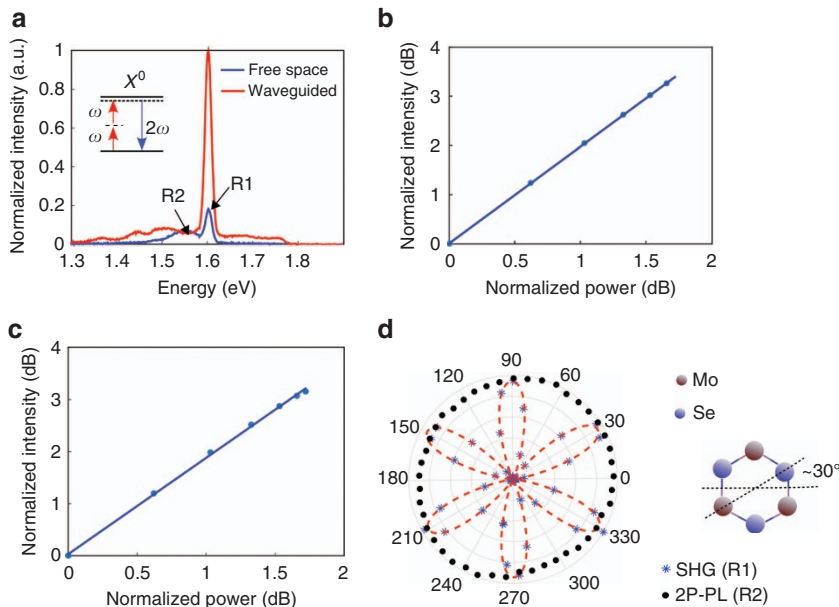 a
Normalized intensity (a.u.)
1
0.8
0.6
0.4
0.2
0
1.3 1.4 1.5 1.6 1.7 1.8
Energy (eV)
X⁰
ω
ω
2ω
Free space
Waveguided
R2
R1
b
Normalized intensity (dB)
4
3
2
1
0
0 0.5 1 1.5 2
Normalized power (dB)
c
Normalized intensity (dB)
4
3
2
1
0
0 0.5 1 1.5 2
Normalized power (dB)
d
90
120 60
150 30
180 0
210 330
240 300
270
Mo
Se
~30°
SHG (R1)
2P-PL (R2)